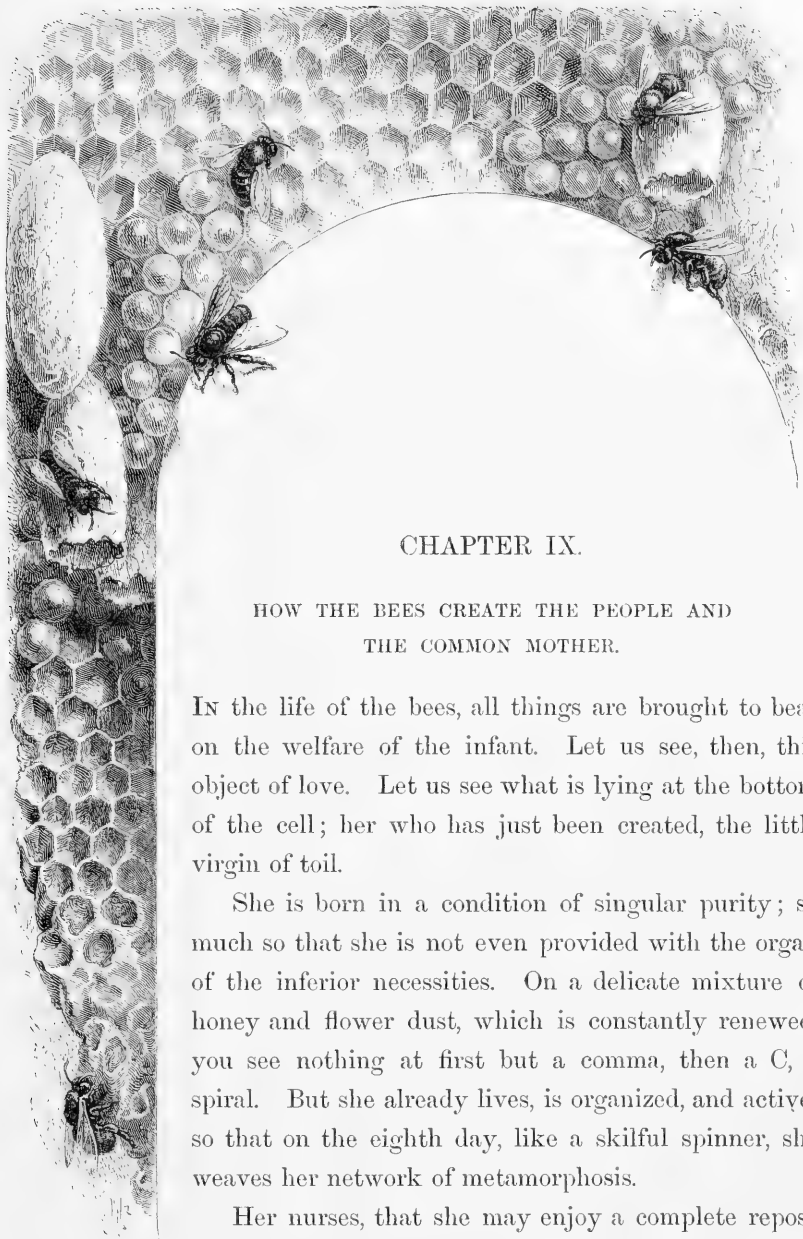 CHAPTER IX.
HOW THE BEES CREATE THE PEOPLE AND
THE COMMON MOTHER.
IN the life of the bees, all things are brought to bea
on the welfare of the infant. Let us see, then, thi
object of love. Let us see what is lying at the botto
of the cell; her who has just been created, the littl
virgin of toil.
She is born in a condition of singular purity; s
much so that she is not even provided with the orga
of the inferior necessities. On a delicate mixture
honey and flower dust, which is constantly renewe
you see nothing at first but a comma, then a C,
spiral. But she already lives, is organized, and active
so that on the eighth day, like a skilful spinner, sh
weaves her network of metamorphosis.
Her nurses, that she may enjoy a complete repos